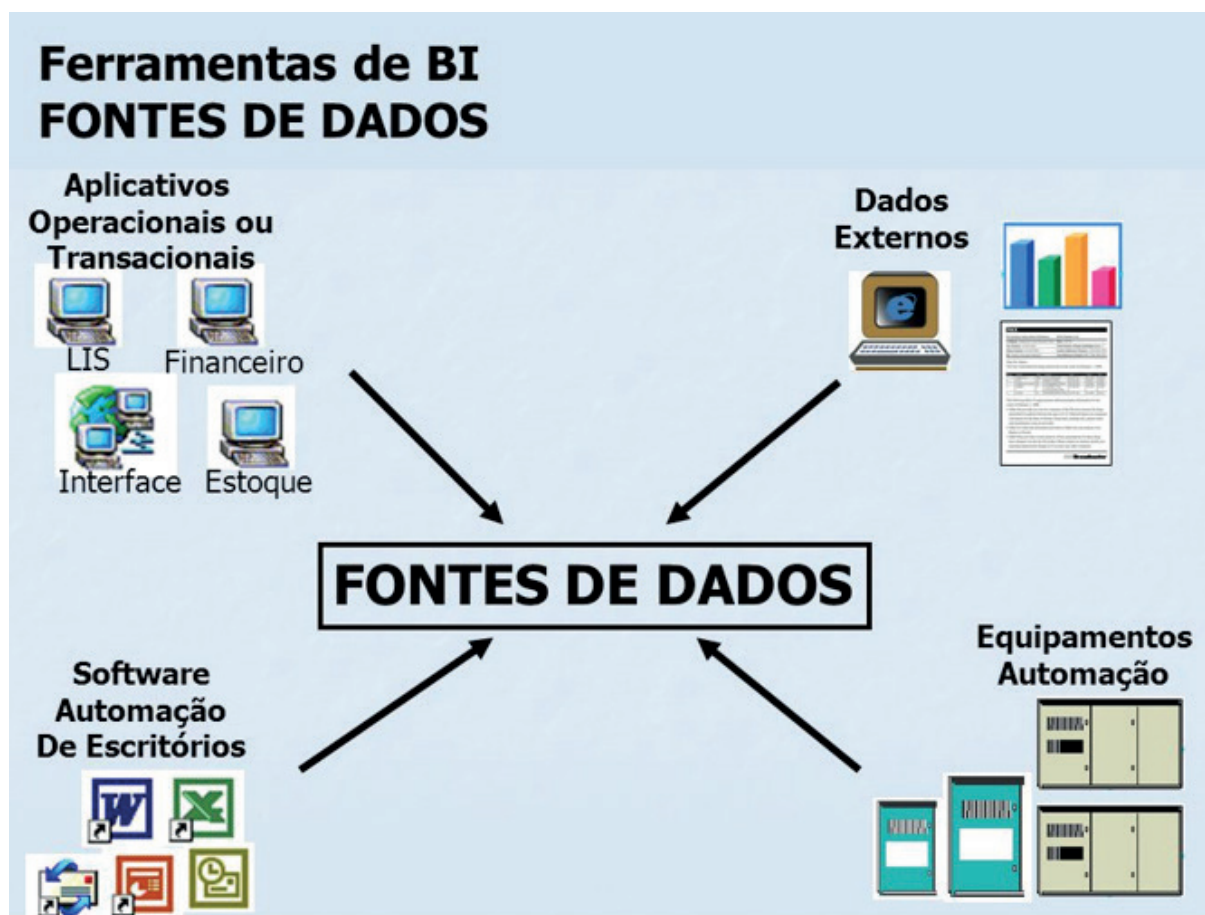 Ferramentas de BI
FONTES DE DADOS
Aplicativos
Operacionais ou
Transacionais
LIS
Financeiro
Interface
Estoque
Dados
Externos
FONTES DE DADOS
Software
Automação
De Escritórios
Equipamentos
Automação